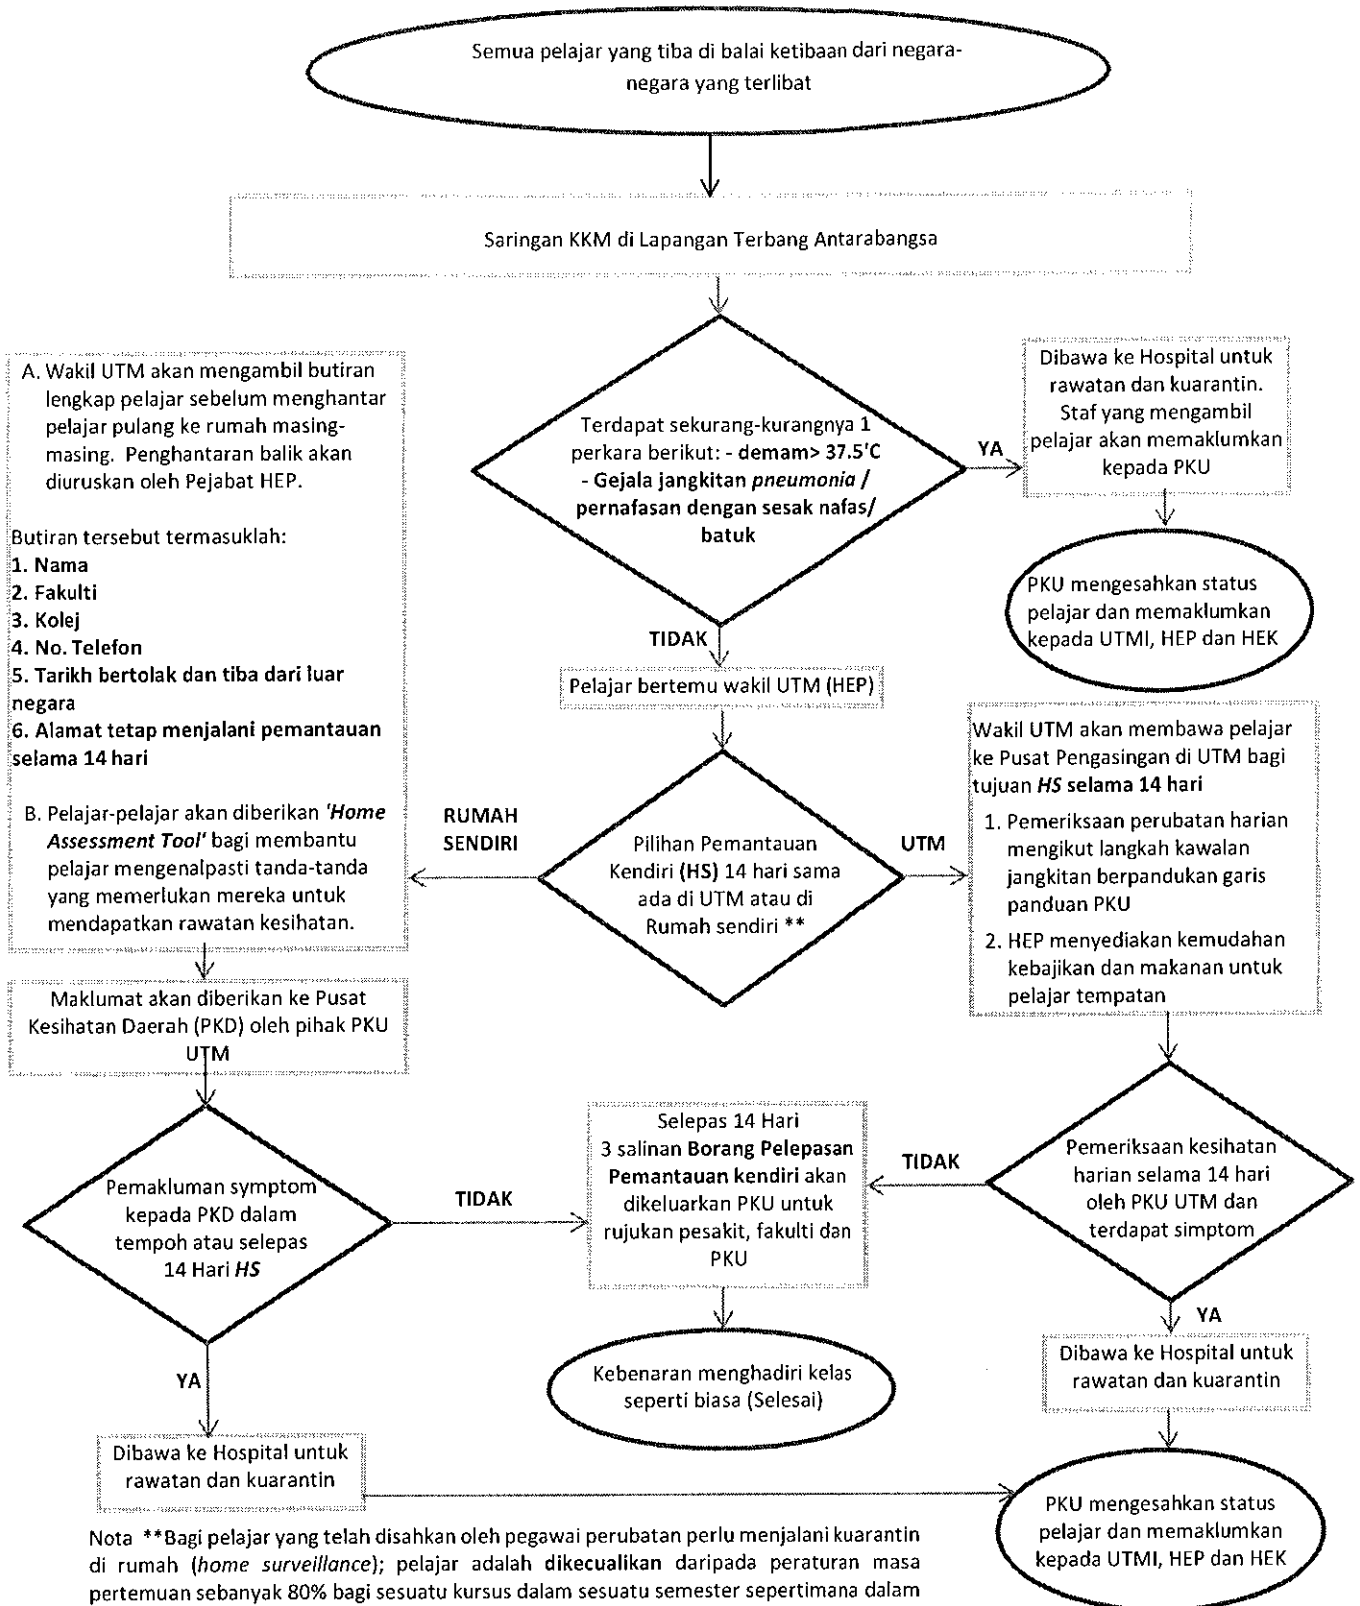 Semua pelajar yang tiba di balai ketibaan dari negara-
negara yang terlibat
Saringan KKM di Lapangan Terbang Antarabangsa
Terdapat sekurang-kurangnya 1
perkara berikut: - demam> 37.5'C
- Gejala jangkitan pneumonia /
pernafasan dengan sesak nafas/
batuk
YA
Dibawa ke Hospital untuk
rawatan dan kuarantin.
Staf yang mengambil
pelajar akan memaklumkan
kepada PKU
PKU mengesahkan status
pelajar dan memaklumkan
kepada UTMI, HEP dan HEK
TIDAK
Pelajar bertemu wakil UTM (HEP)
Pilihan Pemantauan
Kendiri (HS) 14 hari sama
ada di UTM atau di
Rumah sendiri **
RUMAH
SENDIRI
A. Wakil UTM akan mengambil butiran
lengkap pelajar sebelum menghantar
pelajar pulang ke rumah masing-
masing. Penghantaran balik akan
diuruskan oleh Pejabat HEP.
Butiran tersebut termasuklah:
1. Nama
2. Fakulti
3. Kolej
4. No. Telefon
5. Tarikh bertolak dan tiba dari luar
negara
6. Alamat tetap menjalani pemantauan
selama 14 hari
B. Pelajar-pelajar akan diberikan 'Home
Assessment Tool' bagi membantu
pelajar mengenalpasti tanda-tanda
yang memerlukan mereka untuk
mendapatkan rawatan kesihatan.
Maklumat akan diberikan ke Pusat
Kesihatan Daerah (PKD) oleh pihak PKU
UTM
Pemakluman symptom
kepada PKD dalam
tempoh atau selepas
14 Hari HS
TIDAK
YA
Dibawa ke Hospital untuk
rawatan dan kuarantin
UTM
Wakil UTM akan membawa pelajar
ke Pusat Pengasingan di UTM bagi
tujuan HS selama 14 hari
1. Pemeriksaan perubatan harian
mengikut langkah kawalan
jangkitan berpandukan garis
panduan PKU
2. HEP menyediakan kemudahan
kebajikan dan makanan untuk
pelajar tempatan
Pemeriksaan kesihatan
harian selama 14 hari
oleh PKU UTM dan
terdapat simptom
TIDAK
Selepas 14 Hari
3 salinan Borang Pelepasan
Pemantauan kendiri akan
dikeluarkan PKU untuk
rujukan pesakit, fakulti dan
PKU
Kebenaran menghadiri kelas
seperti biasa (Selesai)
YA
Dibawa ke Hospital untuk
rawatan dan kuarantin
PKU mengesahkan status
pelajar dan memaklumkan
kepada UTMI, HEP dan HEK
Nota **Bagi pelajar yang telah disahkan oleh pegawai perubatan perlu menjalani kuarantin
di rumah (home surveillance); pelajar adalah dikecualikan daripada peraturan masa
pertemuan sebanyak 80% bagi sesuatu kursus dalam sesuatu semester sepertimana dalam